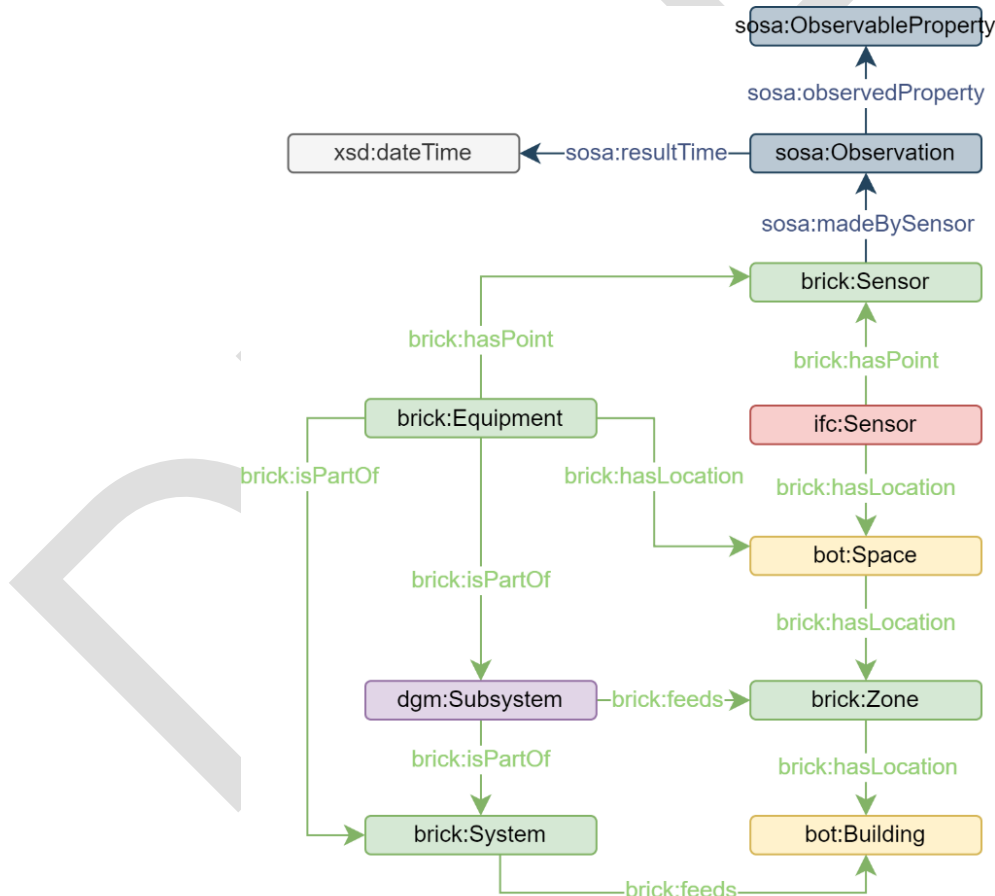 sosa:ObservableProperty
sosa:observedProperty
xsd:dateTime
sosa:resultTime
sosa:Observation
sosa:madeBySensor
brick:Sensor
brick:hasPoint
brick:hasPoint
brick:Equipment
ifc:Sensor
brick:isPartOf
brick:hasLocation
brick:hasLocation
bot:Space
brick:isPartOf
brick:hasLocation
dgm:Subsystem
brick:feeds
brick:Zone
brick:isPartOf
brick:hasLocation
brick:System
bot:Building
brick:feeds